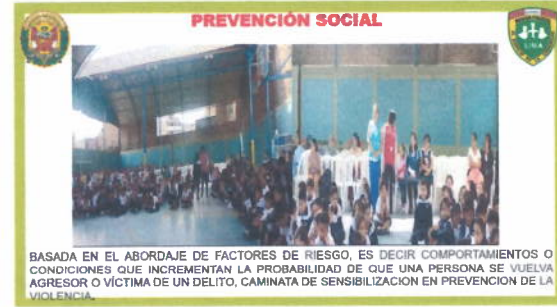 PREVENCIÓN SOCIAL
BASADA EN EL ABORDAJE DE FACTORES DE RIESGO, ES DECIR COMPORTAMIENTOS O
CONDICIONES QUE INCREMENTAN LA PROBABILIDAD DE QUE UNA PERSONA SE VUELVA
AGRESOR O VÍCTIMA DE UN DELITO, CAMINATA DE SENSIBILIZACION EN PREVENCION DE LA
VIOLENCIA.